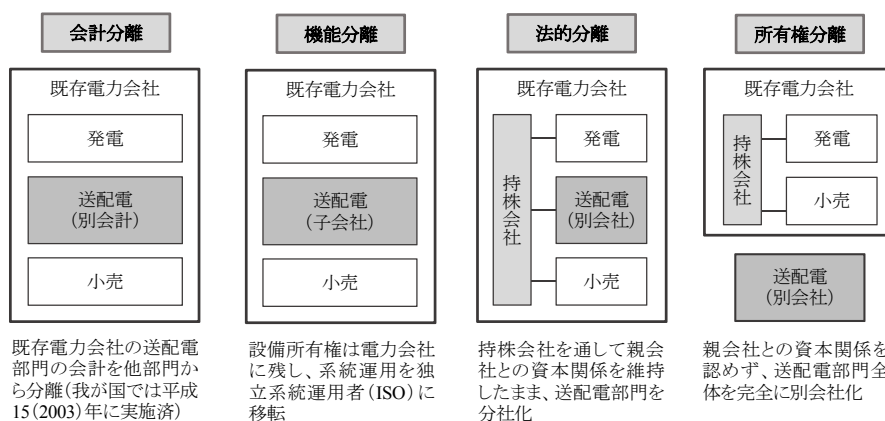 会計分離
既存電力会社
発電
送配電
(別会計)
小売
既存電力会社の送配電
部門の会計を他部門か
ら分離(我が国では平成
15(2003)年に実施済)
機能分離
既存電力会社
発電
送配電
(子会社)
小売
設備所有権は電力会社
に残し、系統運用を独
立系統運用者(ISO)に
移転
法的分離
既存電力会社
持株会社
発電
送配電
(別会社)
小売
持株会社を通して親会
社との資本関係を維持
したまま、送配電部門を
分社化
所有権分離
既存電力会社
持株会社
発電
小売
送配電
(別会社)
親会社との資本関係を
認めず、送配電部門全
体を完全に別会社化